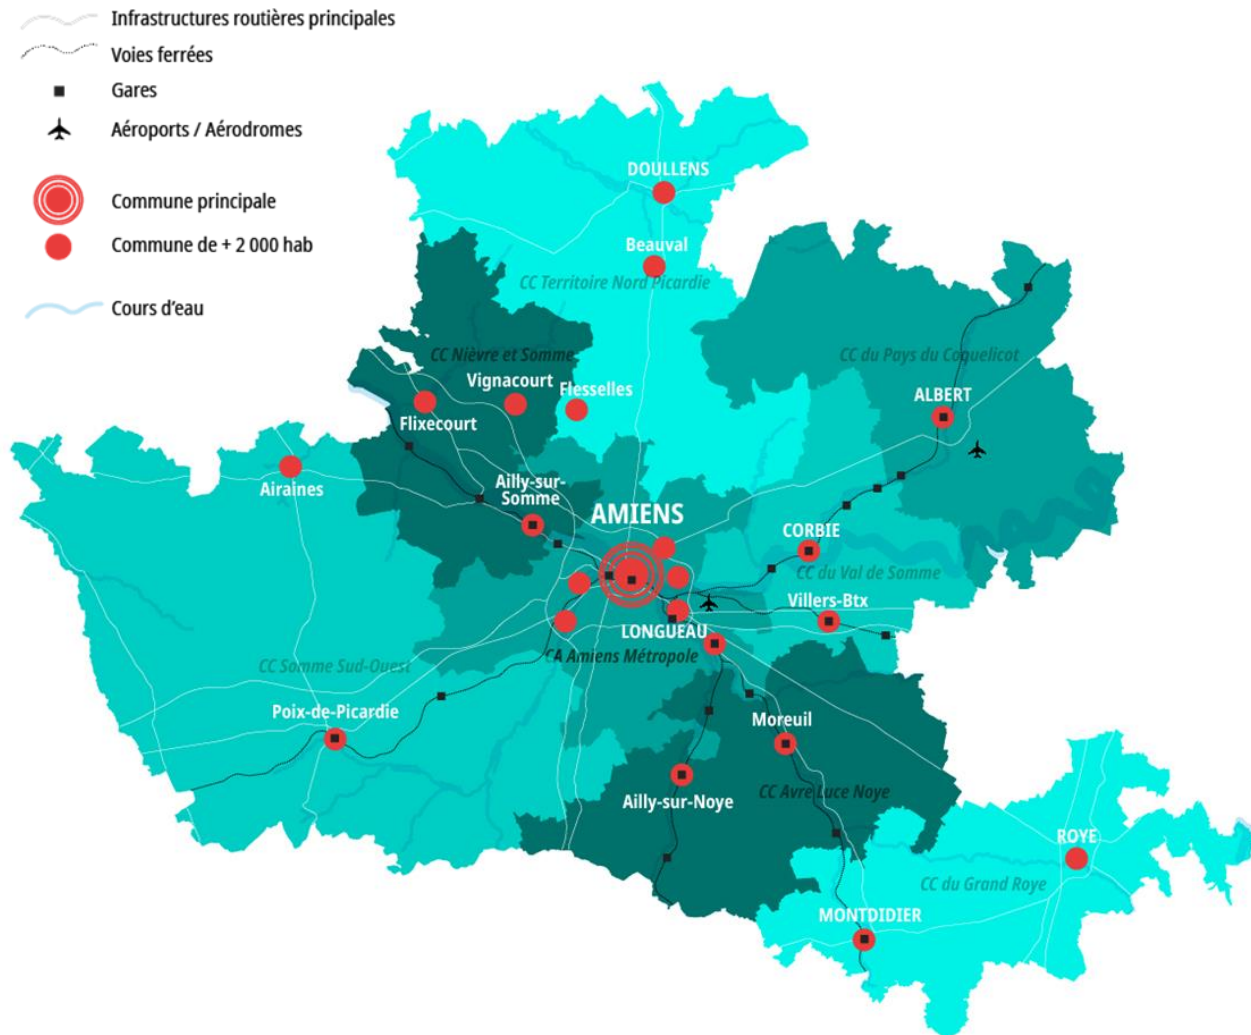 Infrastructures routières principales
Voies ferrées
Gares
Aéroports / Aérodromes
Commune principale
Commune de + 2 000 hab
Cours d'eau
DOULLENS
Beauval
CC Territoire Nord Picardie
CC Nièvre et Somme
CC du Pays du Coquelicot
Vignacourt
Flesselles
ALBERT
Flixecourt
Airaines
Ailly-sur-
Somme
AMIENS
CORBIE
CC du Val de Somme
Villers-Btx
LONGUEAU
CA Amiens Métropole
CC Somme Sud-Ouest
Poix-de-Picardie
Moreuil
Ailly-sur-Noye
CC Avre Luce Noye
ROYE
CC du Grand Roye
MONTDIDIER